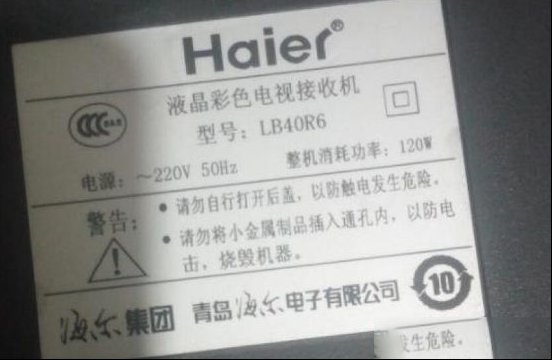 Haier®
液晶彩色电视接收机
CCC
型号: LB40R6
电源: ~220V 50Hz 整机消耗功率: 120W
警告:
• 请勿自行打开后盖, 以防触电发生危险。
• 请勿将小金属制品插入通孔内, 以防电
击, 烧毁机器。
海尔集团 青岛海尔电子有限公司 10
发生危险。